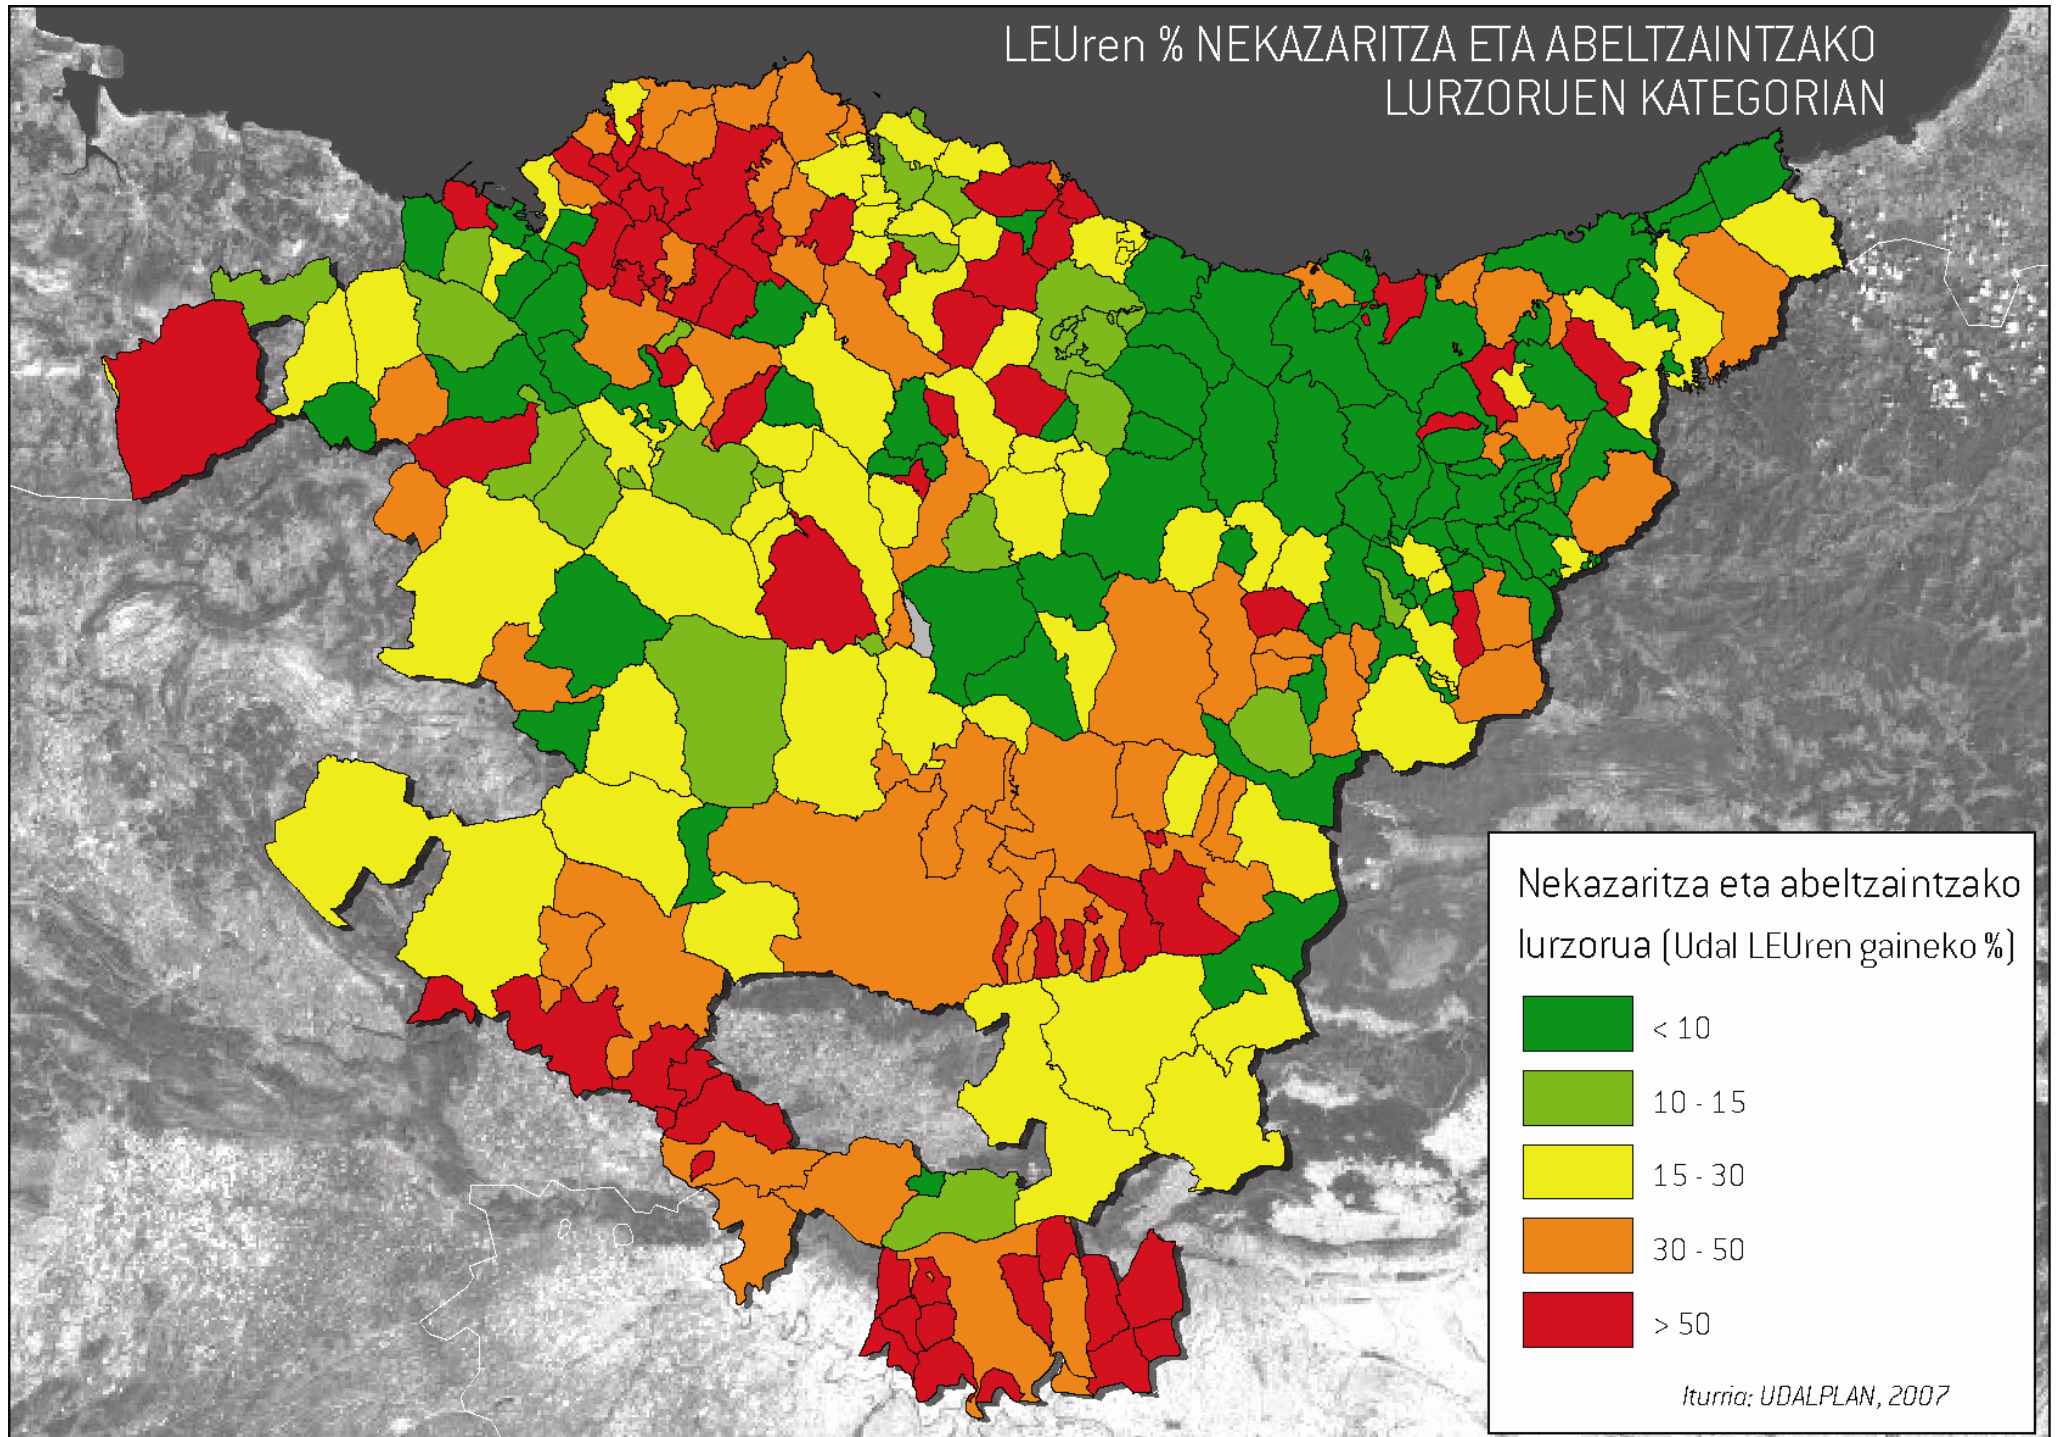 LEUren % NEKAZARITZA ETA ABELTZAINTZAKO
LURZORUEN KATEGORIAN
Nekazaritza eta abeltzaintzako
lurzorua (Udal LEUren gaineko %)
< 10
10 - 15
15 - 30
30 - 50
> 50
Iturria: UDALPLAN, 2007